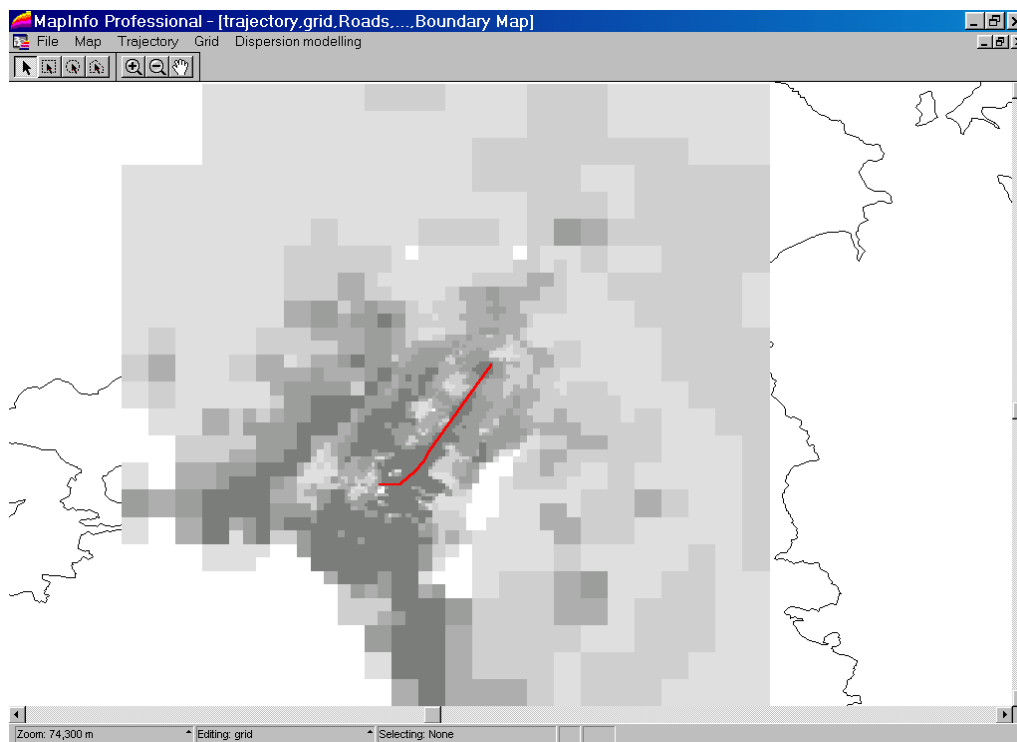 MapInfo Professional - [trajectory,grid,Roads,...,Boundary Map]
File Map Trajectory Grid Dispersion modelling
Zoom: 74,300 m Editing: grid Selecting: None